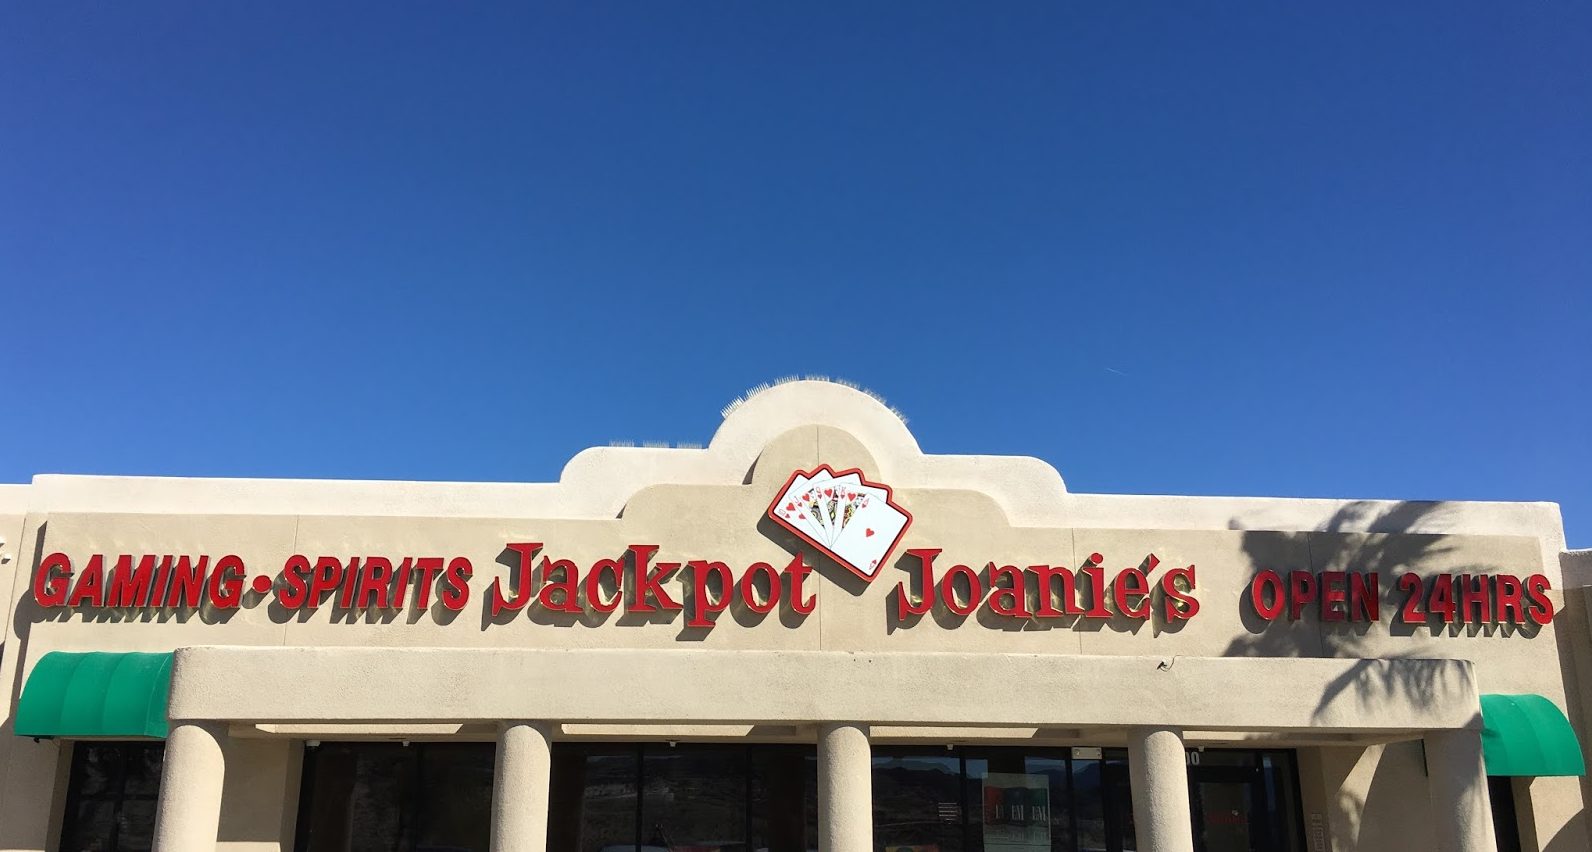 GAMING • SPIRITS Jackpot Joanie's OPEN 24HRS